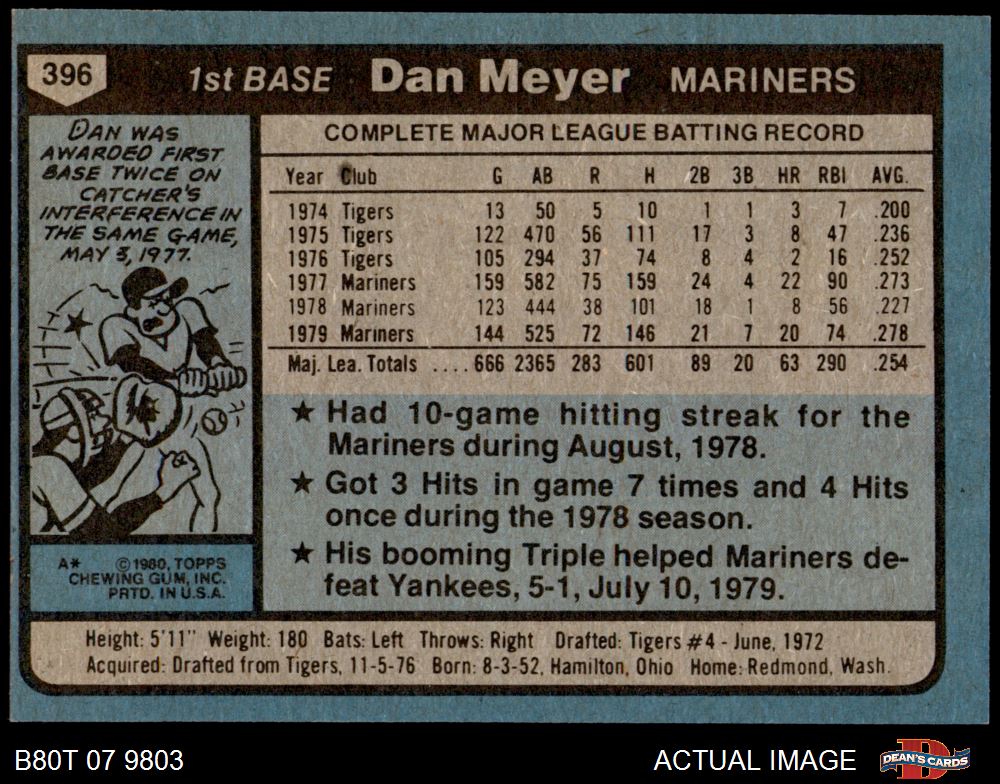 396 1st BASE Dan Meyer MARINERS
DAN WAS
AWARDED FIRST
BASE TWICE ON
CATCHER'S
INTERFERENCE IN
THE SAME GAME,
MAY 3, 1977.
A* ©1980, TOPPS
CHEWING GUM, INC.
PRTD. IN U.S.A.
COMPLETE MAJOR LEAGUE BATTING RECORD
Year Club G AB R H 2B 3B HR RBI AVG.
1974 Tigers 13 50 5 10 1 1 3 7 .200
1975 Tigers 122 470 56 111 17 3 8 47 .236
1976 Tigers 105 294 37 74 8 4 2 16 .252
1977 Mariners 159 582 75 159 24 4 22 90 .273
1978 Mariners 123 444 38 101 18 1 8 56 .227
1979 Mariners 144 525 72 146 21 7 20 74 .278
Maj. Lea. Totals ....666 2365 283 601 89 20 63 290 .254
★ Had 10-game hitting streak for the
Mariners during August, 1978.
★ Got 3 Hits in game 7 times and 4 Hits
once during the 1978 season.
★ His booming Triple helped Mariners de-
feat Yankees, 5-1, July 10, 1979.
Height: 5'11" Weight: 180 Bats: Left Throws: Right Drafted: Tigers #4 - June, 1972
Acquired: Drafted from Tigers, 11-5-76 Born: 8-3-52, Hamilton, Ohio Home: Redmond, Wash.
B80T 07 9803 ACTUAL IMAGE D DEAN'S CARDS